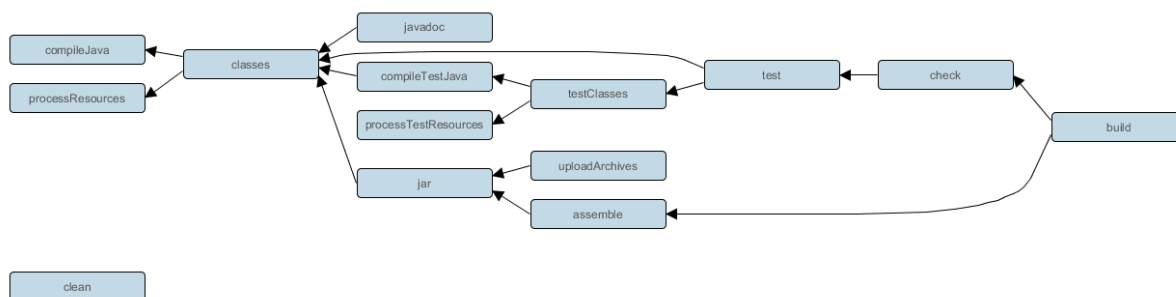 javadoc
compileJava
classes
compileTestJava
test
check
processResources
testClasses
processTestResources
build
uploadArchives
jar
assemble
clean